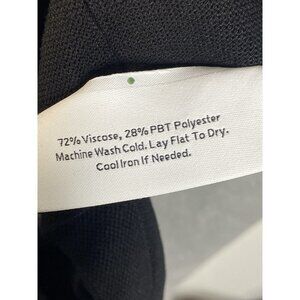 72% Viscose, 28% PBT Polyester
Machine Wash Cold. Lay Flat To Dry.
Cool Iron If Needed.